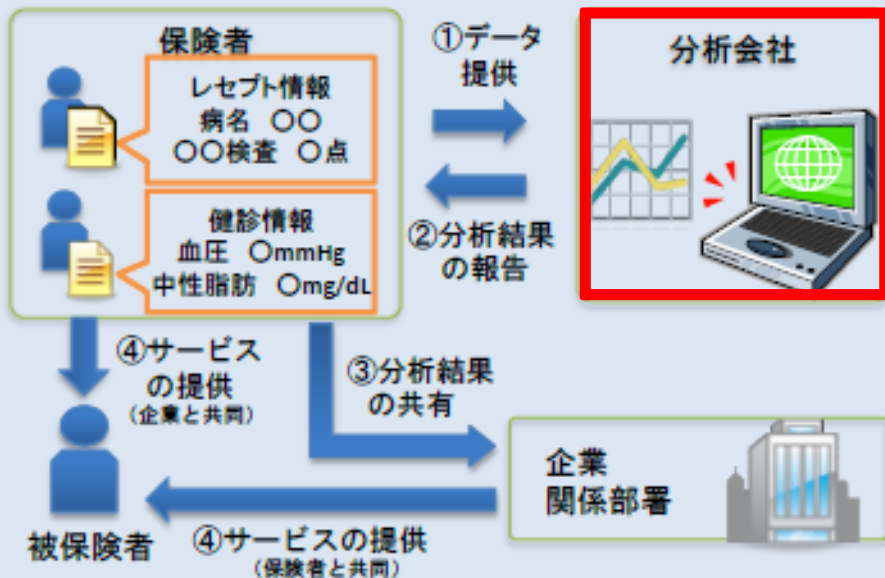 保険者
レセプト情報
病名 〇〇
〇〇検査 〇点
健診情報
血圧 〇mmHg
中性脂肪 〇mg/dL
①データ
提供
②分析結果
の報告
分析会社
④サービス
の提供
(企業と共同)
③分析結果
の共有
企業
関係部署
被保険者
④サービスの提供
(保険者と共同)